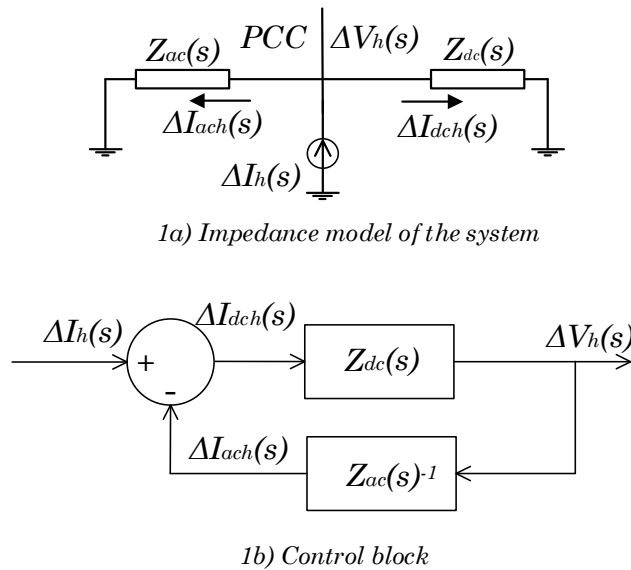 PCC ΔVh(s)
Zac(s) Zdc(s)
ΔIach(s) ΔIdch(s)
ΔIh(s)
1a) Impedance model of the system
ΔIh(s) ΔIdch(s) ΔVh(s)
+ Zdc(s)
-
ΔIach(s) Zac(s)-1
1b) Control block